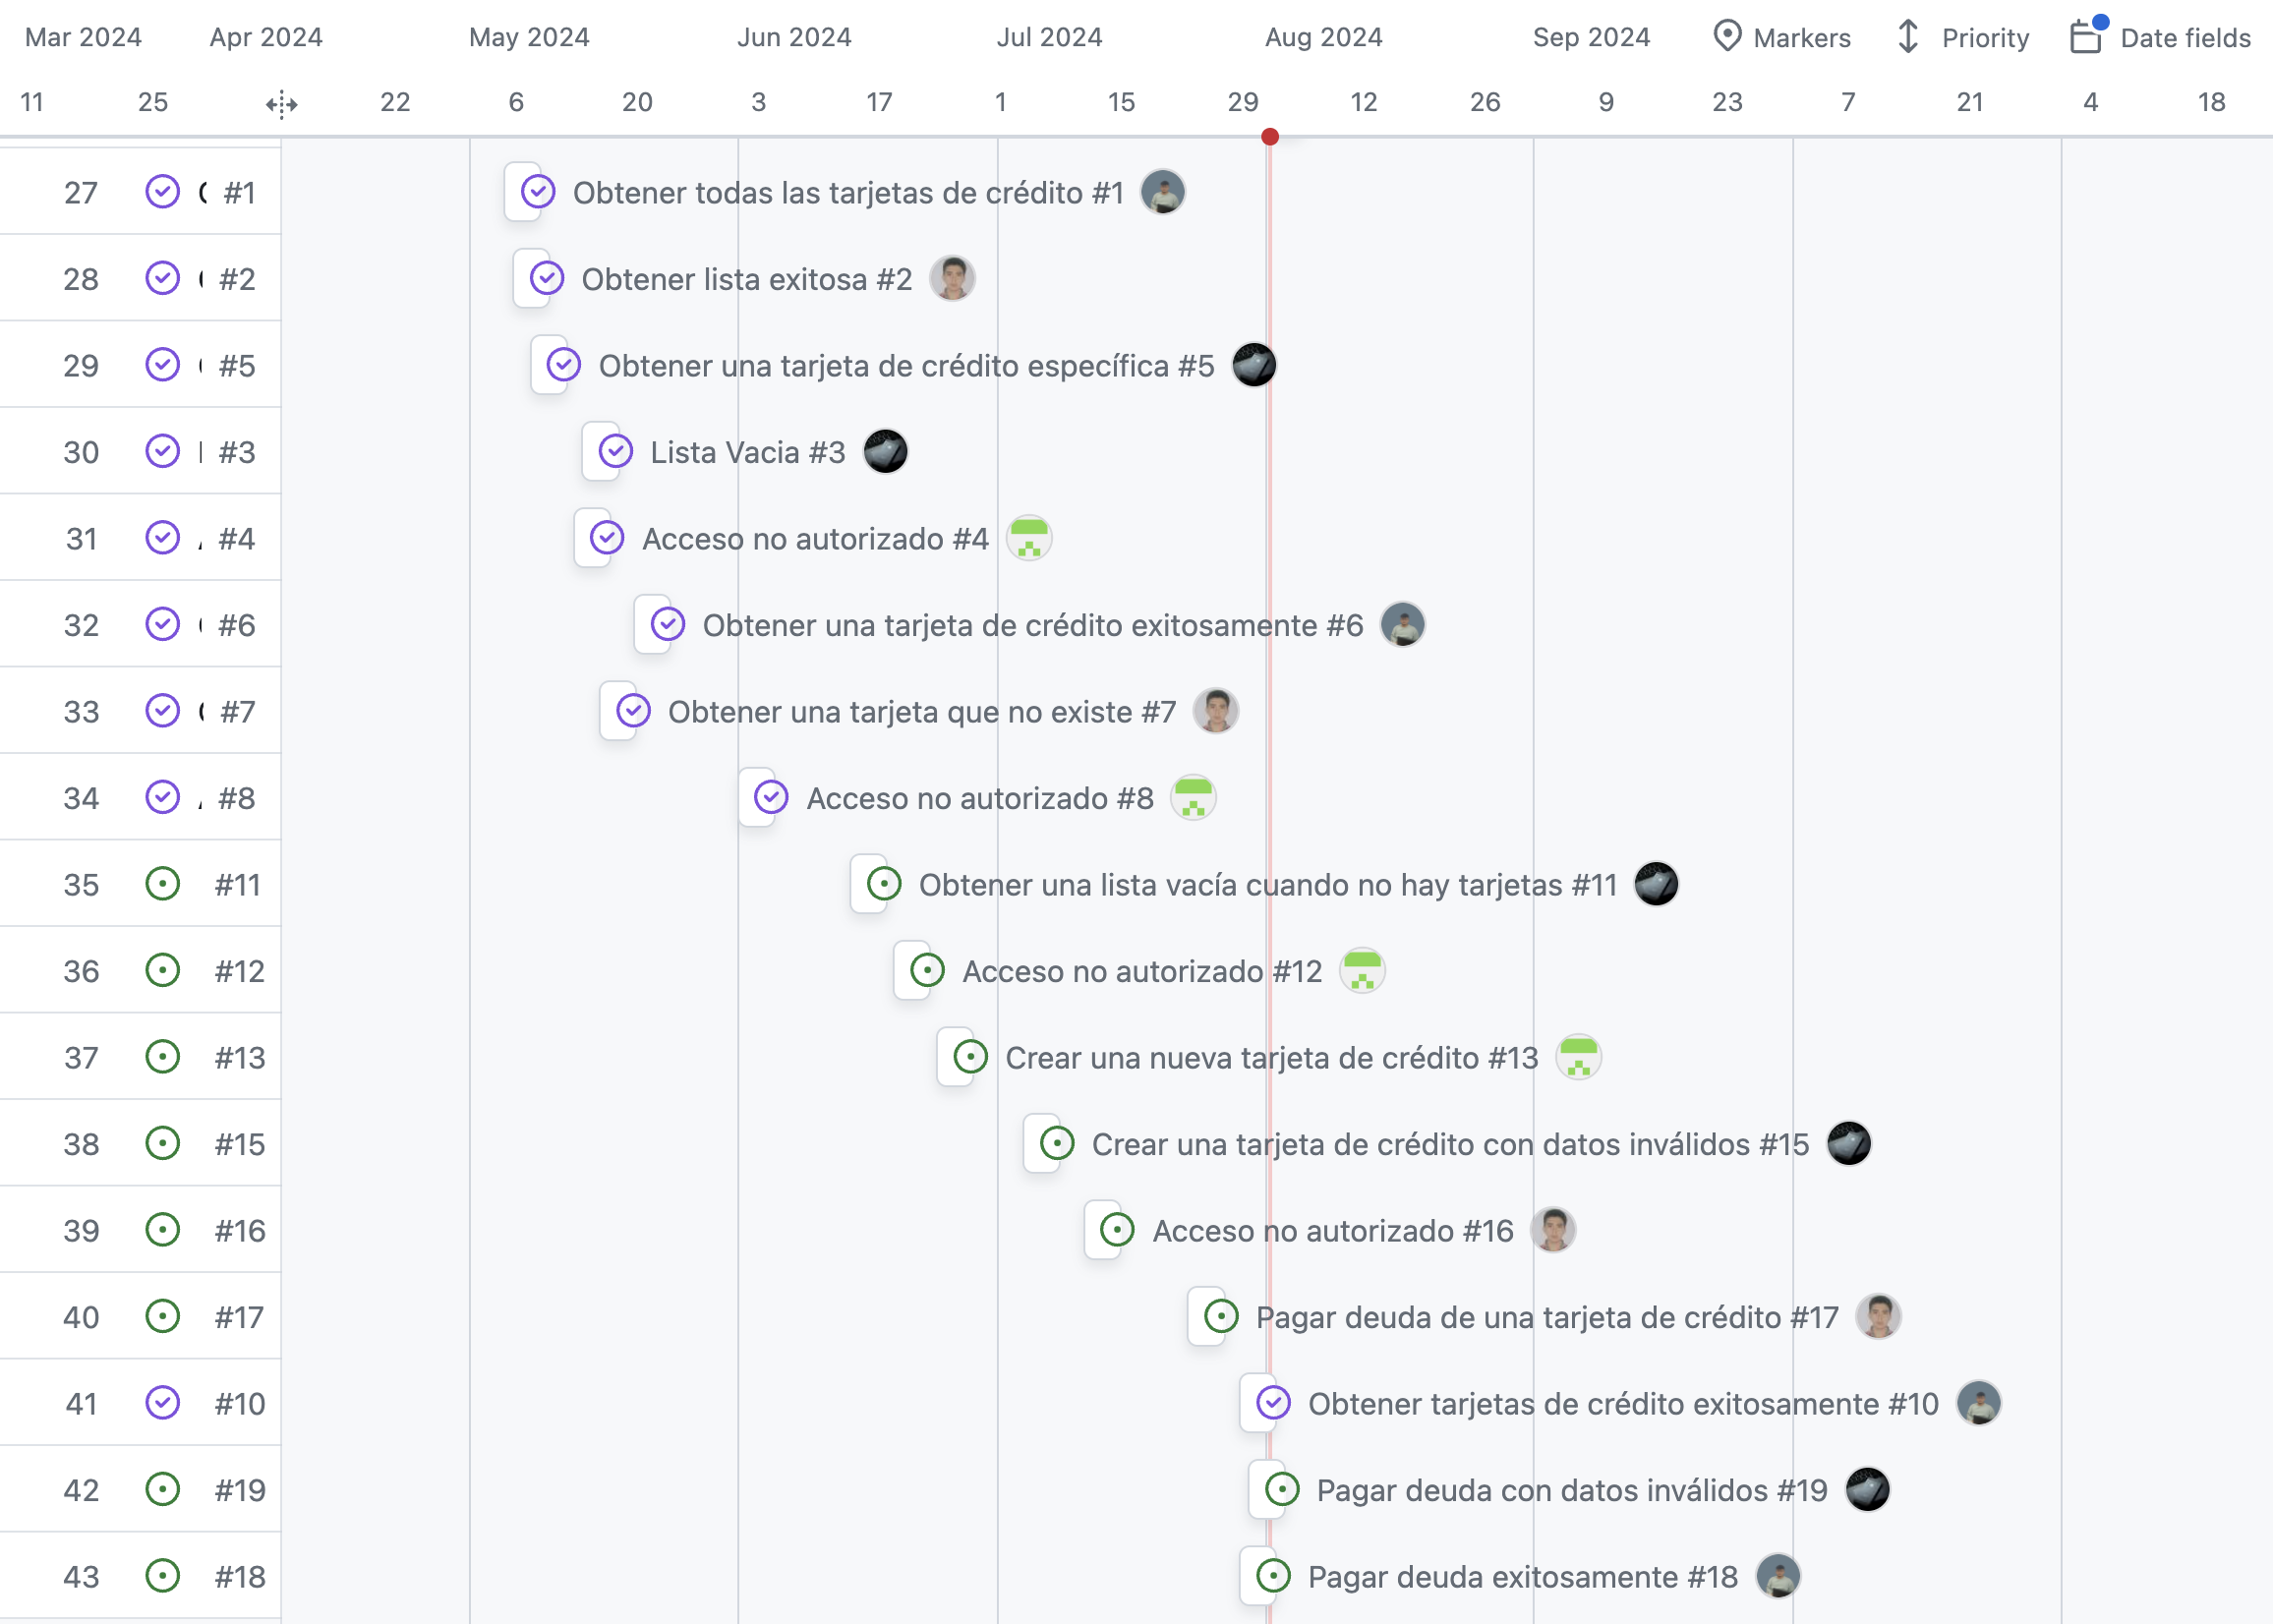 Mar 2024 Apr 2024 May 2024 Jun 2024 Jul 2024 Aug 2024 Sep 2024 Markers Priority Date fields
11 25 22 6 20 3 17 1 15 29 12 26 9 23 7 21 4 18
27 #1 Obtener todas las tarjetas de crédito #1
28 #2 Obtener lista exitosa #2
29 #5 Obtener una tarjeta de crédito específica #5
30 #3 Lista Vacia #3
31 #4 Acceso no autorizado #4
32 #6 Obtener una tarjeta de crédito exitosamente #6
33 #7 Obtener una tarjeta que no existe #7
34 #8 Acceso no autorizado #8
35 #11 Obtener una lista vacía cuando no hay tarjetas #11
36 #12 Acceso no autorizado #12
37 #13 Crear una nueva tarjeta de crédito #13
38 #15 Crear una tarjeta de crédito con datos inválidos #15
39 #16 Acceso no autorizado #16
40 #17 Pagar deuda de una tarjeta de crédito #17
41 #10 Obtener tarjetas de crédito exitosamente #10
42 #19 Pagar deuda con datos inválidos #19
43 #18 Pagar deuda exitosamente #18